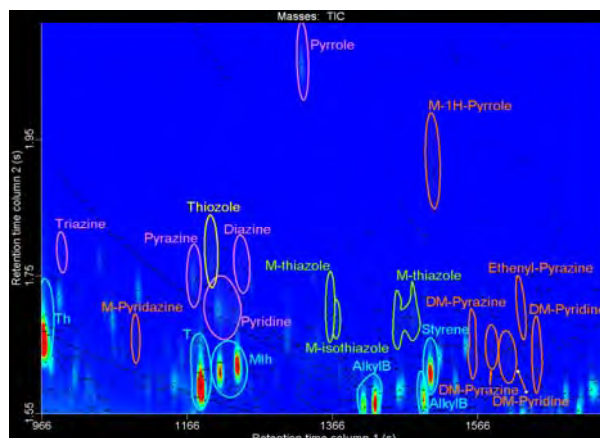 Masses: TIC
Pyrrole
M-1H-Pyrrole
Thiozole
Triazine
Pyrazine
Diazine
M-thiazole
M-thiazole
Ethenyl-Pyrazine
M-Pyridazine
Pyridine
DM-Pyrazine
DM-Pyridine
Th
T
Mth
M-isothiazole
Styrene
AlkylB
AlkylB
DM-Pyrazine
DM-Pyridine
Retention time column 2 (s)
1.95
1.75
1.55
966
1166
1366
1566
Retention time column 1 (s)